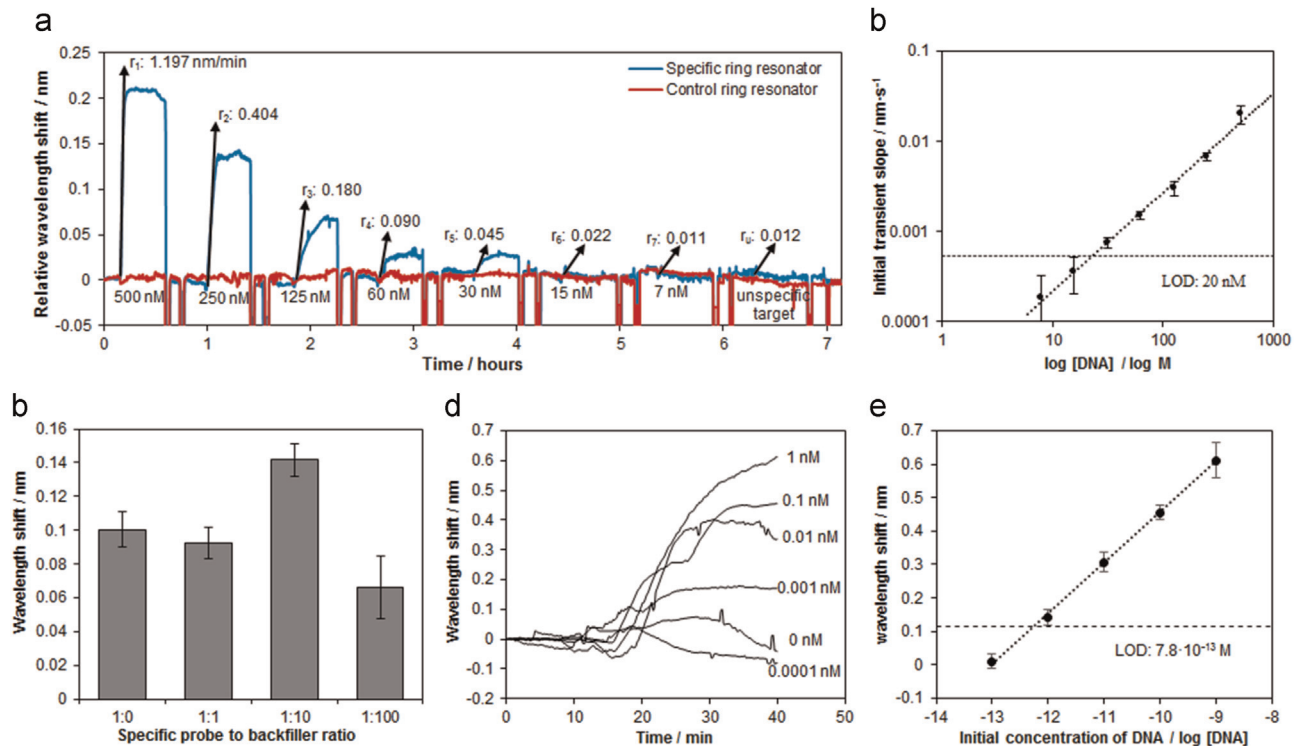 a
Relative wavelength shift / nm
0.25
0.2
0.15
0.1
0.05
0
-0.05
r1: 1.197 nm/min
r2: 0.404
r3: 0.180
r4: 0.090
r5: 0.045
r6: 0.022
r7: 0.011
ru: 0.012
Specific ring resonator
Control ring resonator
500 nM
250 nM
125 nM
60 nM
30 nM
15 nM
7 nM
unspecific
target
0 1 2 3 4 5 6 7
Time / hours
b
Initial transient slope / nm·s⁻¹
0.1
0.01
0.001
0.0001
LOD: 20 nM
1 10 100 1000
log [DNA] / log M
b
Wavelength shift / nm
0.16
0.14
0.12
0.1
0.08
0.06
0.04
0.02
0
1:0 1:1 1:10 1:100
Specific probe to backfiller ratio
d
Wavelength shift / nm
0.7
0.6
0.5
0.4
0.3
0.2
0.1
0
-0.1
-0.2
1 nM
0.1 nM
0.01 nM
0.001 nM
0 nM
0.0001 nM
0 10 20 30 40 50
Time / min
e
wavelength shift / nm
0.7
0.6
0.5
0.4
0.3
0.2
0.1
0
-0.1
LOD: 7.8·10⁻¹³ M
-14 -13 -12 -11 -10 -9 -8
Initial concentration of DNA / log [DNA]